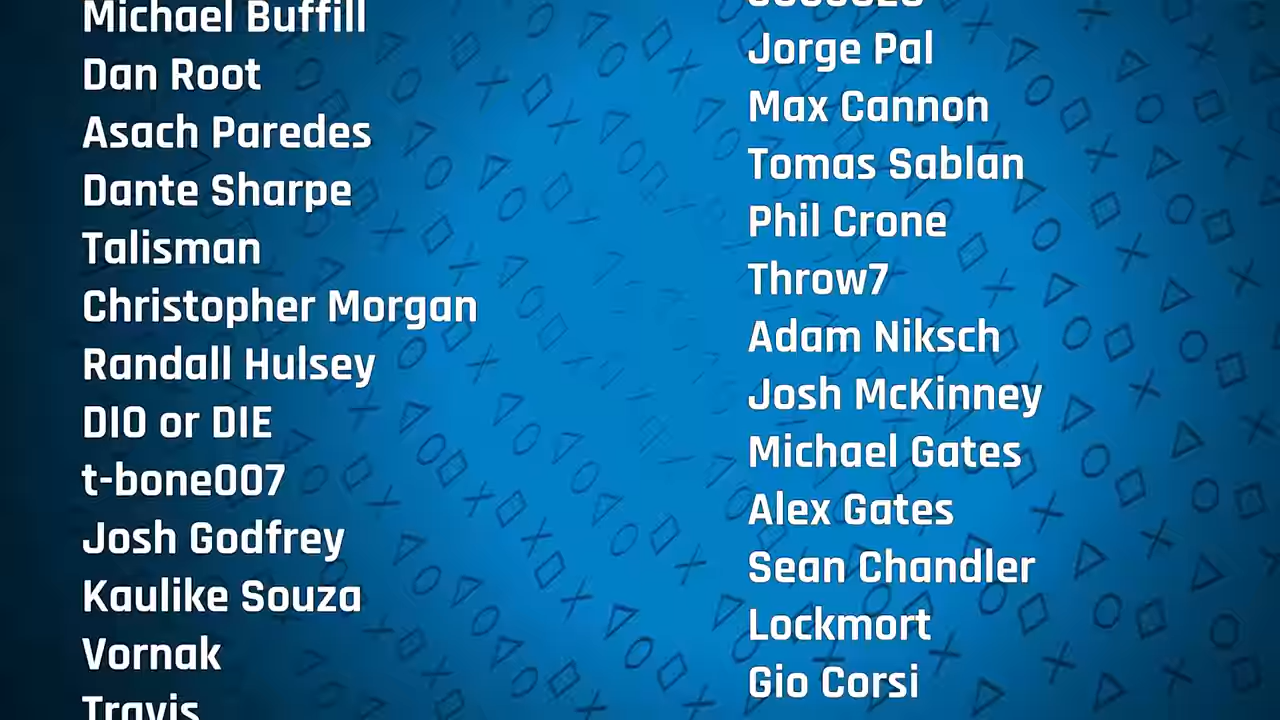 Michael Buffill
Dan Root
Asach Paredes
Dante Sharpe
Talisman
Christopher Morgan
Randall Hulsey
DIO or DIE
t-bone007
Josh Godfrey
Kaulike Souza
Vornak
Travis
Jorge Pal
Max Cannon
Tomas Sablan
Phil Crone
Throw7
Adam Niksch
Josh McKinney
Michael Gates
Alex Gates
Sean Chandler
Lockmort
Gio Corsi